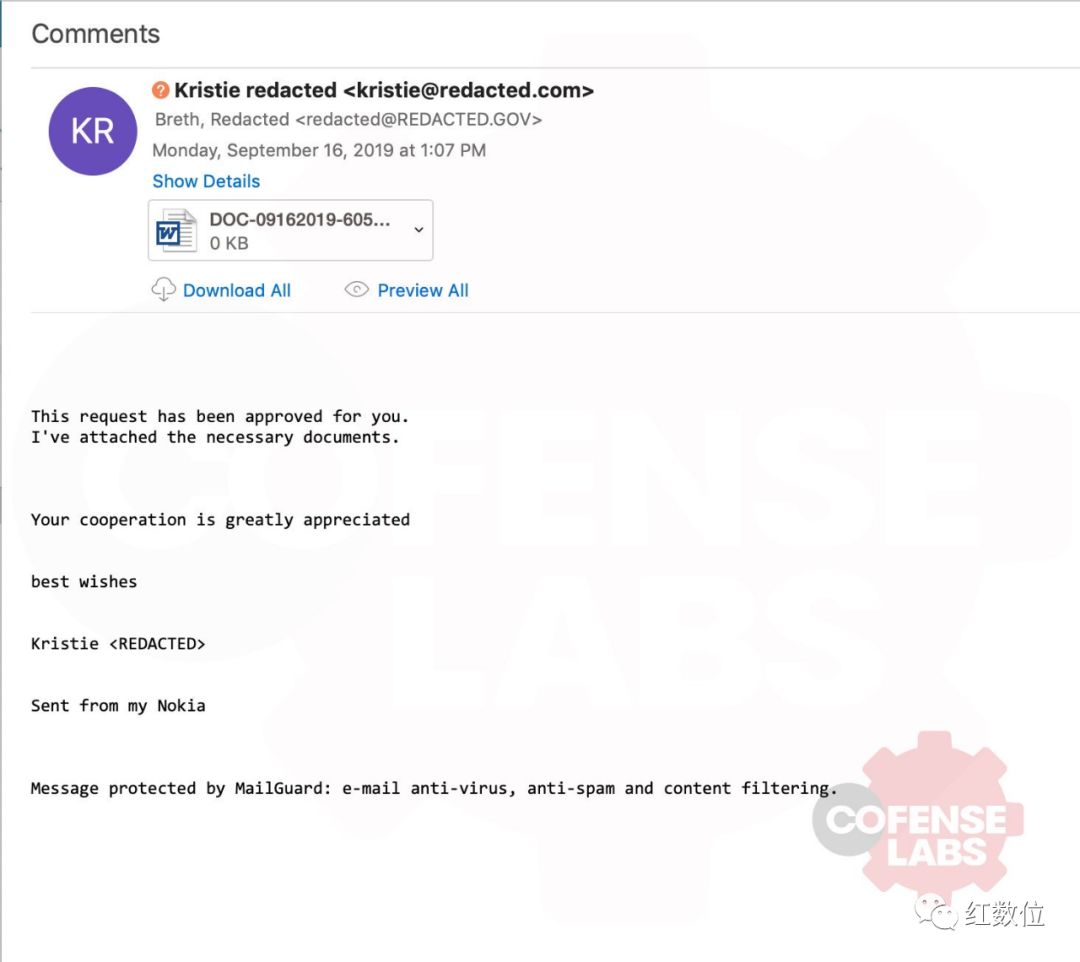 Comments
KR
? Kristie redacted <kristie@redacted.com>
Breth, Redacted <redacted@REDACTED.GOV>
Monday, September 16, 2019 at 1:07 PM
Show Details
W
DOC-09162019-605...
0 KB
Download All
Preview All
This request has been approved for you.
I've attached the necessary documents.
Your cooperation is greatly appreciated
best wishes
Kristie <REDACTED>
Sent from my Nokia
Message protected by MailGuard: e-mail anti-virus, anti-spam and content filtering.
COFENSE
LABS
COFENSE
LABS
红数位